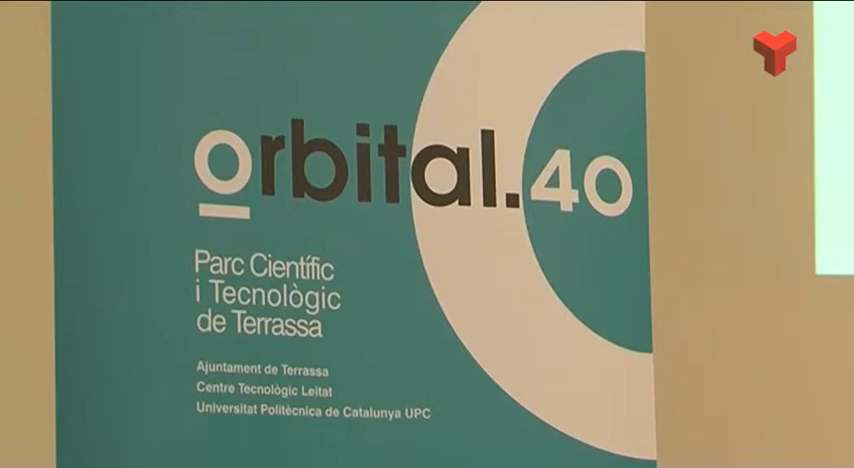 orbital.40
Parc Científic
i Tecnològic
de Terrassa
Ajuntament de Terrassa
Centre Tecnològic Leitat
Universitat Politècnica de Catalunya UPC